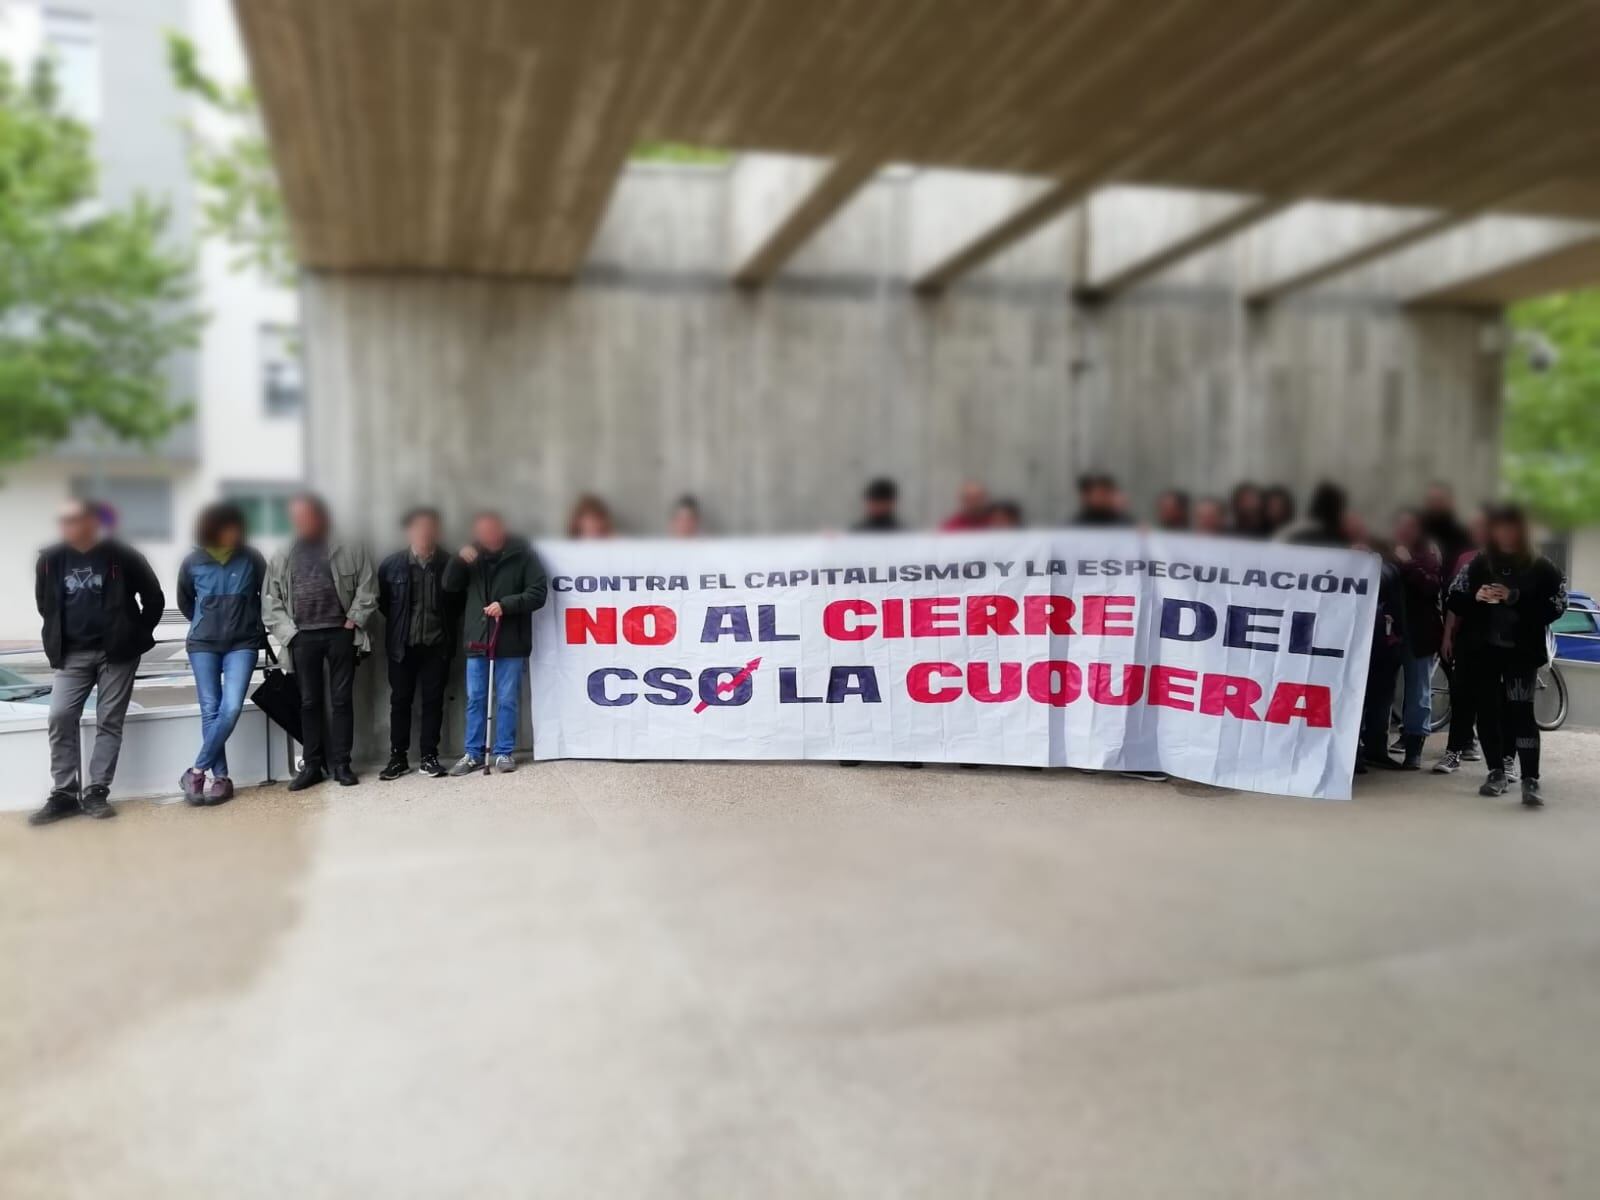 CONTRA EL CAPITALISMO Y LA ESPECULACIÓN
NO AL CIERRE DEL
CSO LA CUQUERA